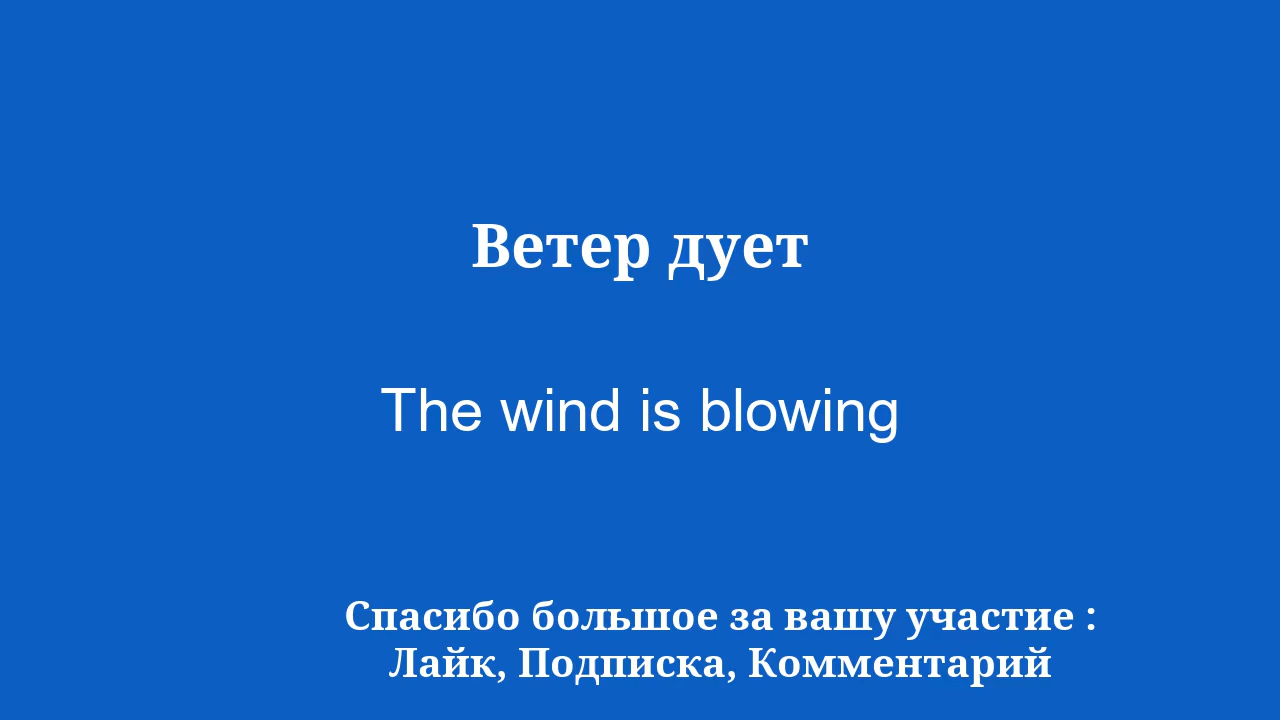 Ветер дует
The wind is blowing
Спасибо большое за вашу участие :
Лайк, Подписка, Комментарий